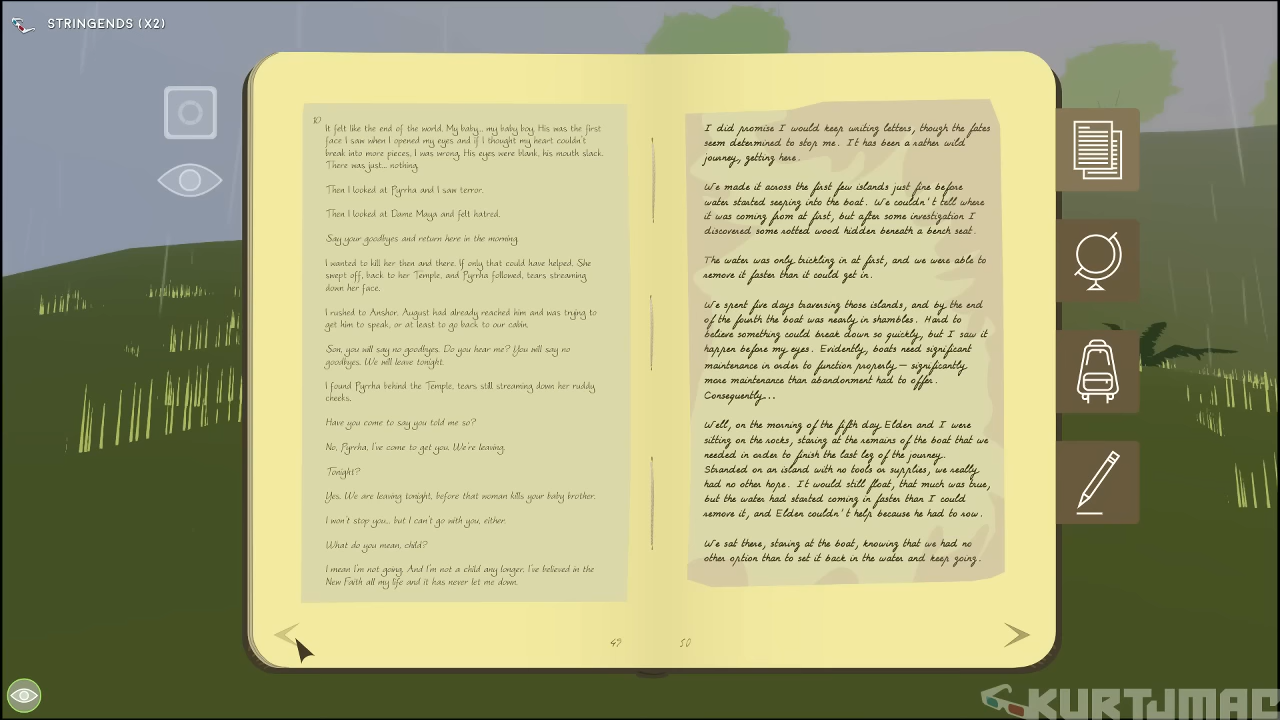 STRINGENDS (X2)
10
It felt like the end of the world. My baby... my baby boy. His was the first
face I saw when I opened my eyes and if I thought my heart couldn't
break into more pieces, I was wrong. His eyes were blank, his mouth slack.
There was just... nothing.
Then I looked at Pyrrha and I saw terror.
Then I looked at Dame Maya and felt hatred.
Say your goodbyes and return here in the morning.
I wanted to kill her then and there. If only that could have helped. She
swept off, back to her Temple, and Pyrrha followed, tears streaming
down her face.
I rushed to Anshor. August had already reached him and was trying to
get him to speak, or at least to go back to our cabin.
Son, you will say no goodbyes. Do you hear me? You will say no
goodbyes. We will leave tonight.
I found Pyrrha behind the Temple, tears still streaming down her ruddy
cheeks.
Have you come to say you told me so?
No, Pyrrha, I've come to get you. We're leaving.
Tonight?
Yes. We are leaving tonight, before that woman kills your baby brother.
I won't stop you... but I can't go with you, either.
What do you mean, child?
I mean I'm not going. And I'm not a child any longer. I've believed in the
New Faith all my life and it has never let me down.
49
I did promise I would keep writing letters, though the fates
seem determined to stop me. It has been a rather wild
journey, getting here.
We made it across the first few islands just fine before
water started seeping into the boat. We couldn't tell where
it was coming from at first, but after some investigation I
discovered some rotted wood hidden beneath a bench seat.
The water was only trickling in at first, and we were able to
remove it faster than it could get in.
We spent five days traversing those islands, and by the end
of the fourth the boat was nearly in shambles. Hard to
believe something could break down so quickly, but I saw it
happen before my eyes. Evidently, boats need significant
maintenance in order to function properly — significantly
more maintenance than abandonment had to offer.
Consequently...
Well, on the morning of the fifth day Elden and I were
sitting on the rocks, staring at the remains of the boat that we
needed in order to finish the last leg of the journey.
Stranded on an island with no tools or supplies, we really
had no other hope. It would still float, that much was true,
but the water had started coming in faster than I could
remove it, and Elden couldn't help because he had to row.
We sat there, staring at the boat, knowing that we had no
other option than to set it back in the water and keep going.
50
KURTJMAC